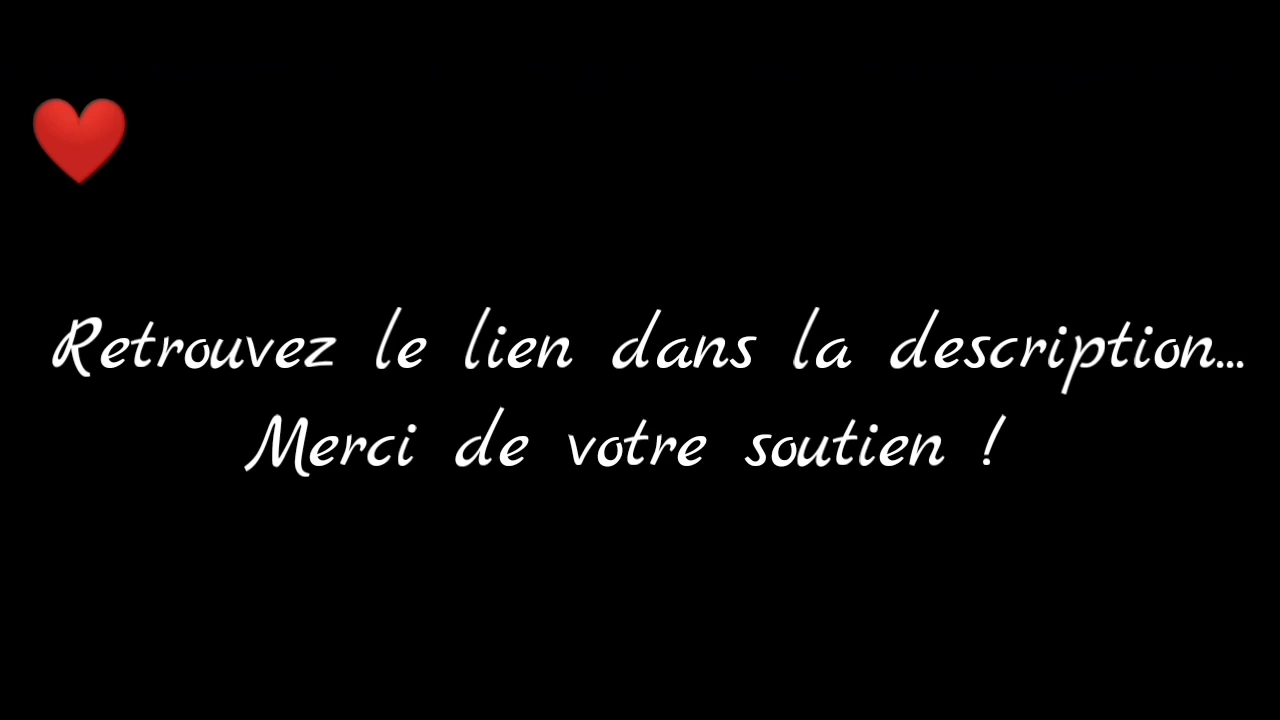 Retrouvez le lien dans la description...
Merci de votre soutien !